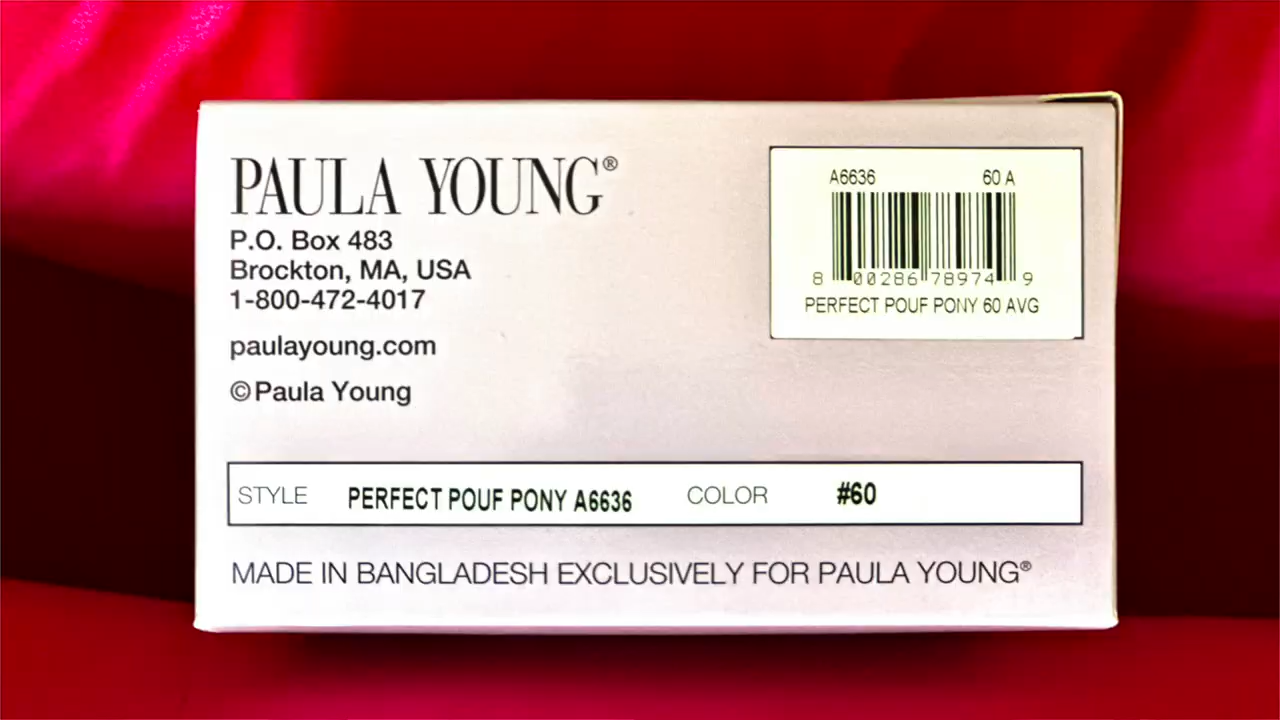 PAULA YOUNG®
P.O. Box 483
Brockton, MA, USA
1-800-472-4017
paulayoung.com
©Paula Young
A6636 60 A
8 00286 78974 9
PERFECT POUF PONY 60 AVG
STYLE PERFECT POUF PONY A6636 COLOR #60
MADE IN BANGLADESH EXCLUSIVELY FOR PAULA YOUNG®